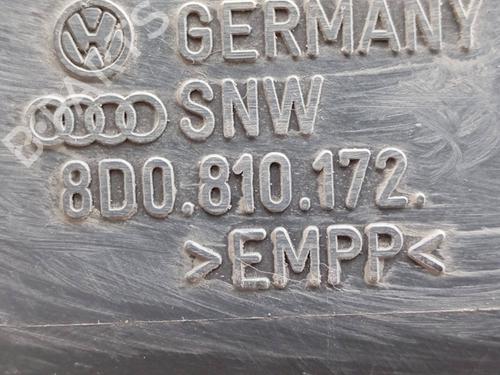 GERMANY
SNW
8D0.810.172.
>EMPP<